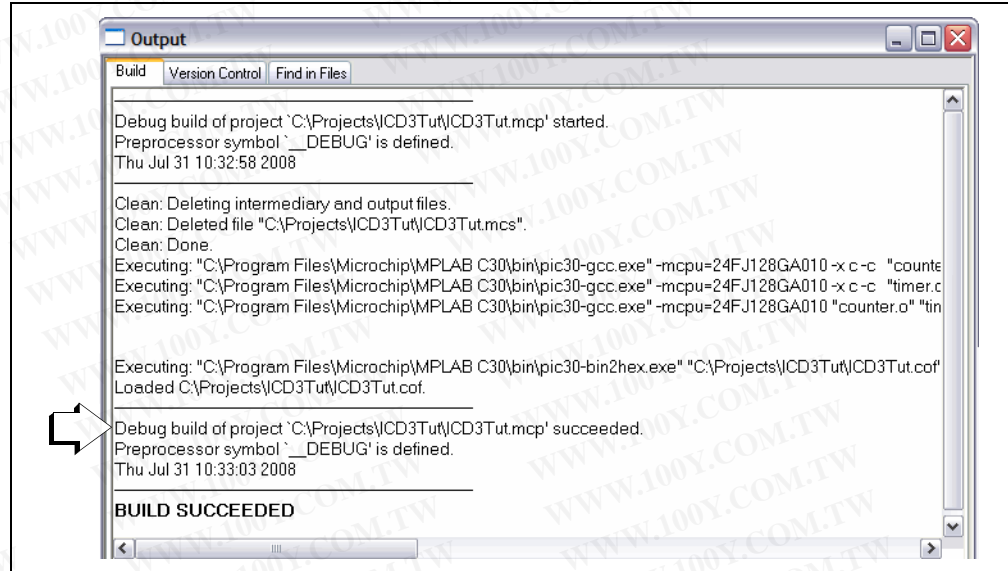 Output
Build Version Control Find in Files
Debug build of project `C:\Projects\ICD3Tut\ICD3Tut.mcp' started.
Preprocessor symbol `__DEBUG' is defined.
Thu Jul 31 10:32:58 2008
Clean: Deleting intermediary and output files.
Clean: Deleted file "C:\Projects\ICD3Tut\ICD3Tut.mcs".
Clean: Done.
Executing: "C:\Program Files\Microchip\MPLAB C30\bin\pic30-gcc.exe" -mcpu=24FJ128GA010 -x c -c "counte
Executing: "C:\Program Files\Microchip\MPLAB C30\bin\pic30-gcc.exe" -mcpu=24FJ128GA010 -x c -c "timer.c
Executing: "C:\Program Files\Microchip\MPLAB C30\bin\pic30-gcc.exe" -mcpu=24FJ128GA010 "counter.o" "tin
Executing: "C:\Program Files\Microchip\MPLAB C30\bin\pic30-bin2hex.exe" "C:\Projects\ICD3Tut\ICD3Tut.cof"
Loaded C:\Projects\ICD3Tut\ICD3Tut.cof.
Debug build of project `C:\Projects\ICD3Tut\ICD3Tut.mcp' succeeded.
Preprocessor symbol `__DEBUG' is defined.
Thu Jul 31 10:33:03 2008
BUILD SUCCEEDED
WWW.100Y.COM.TW